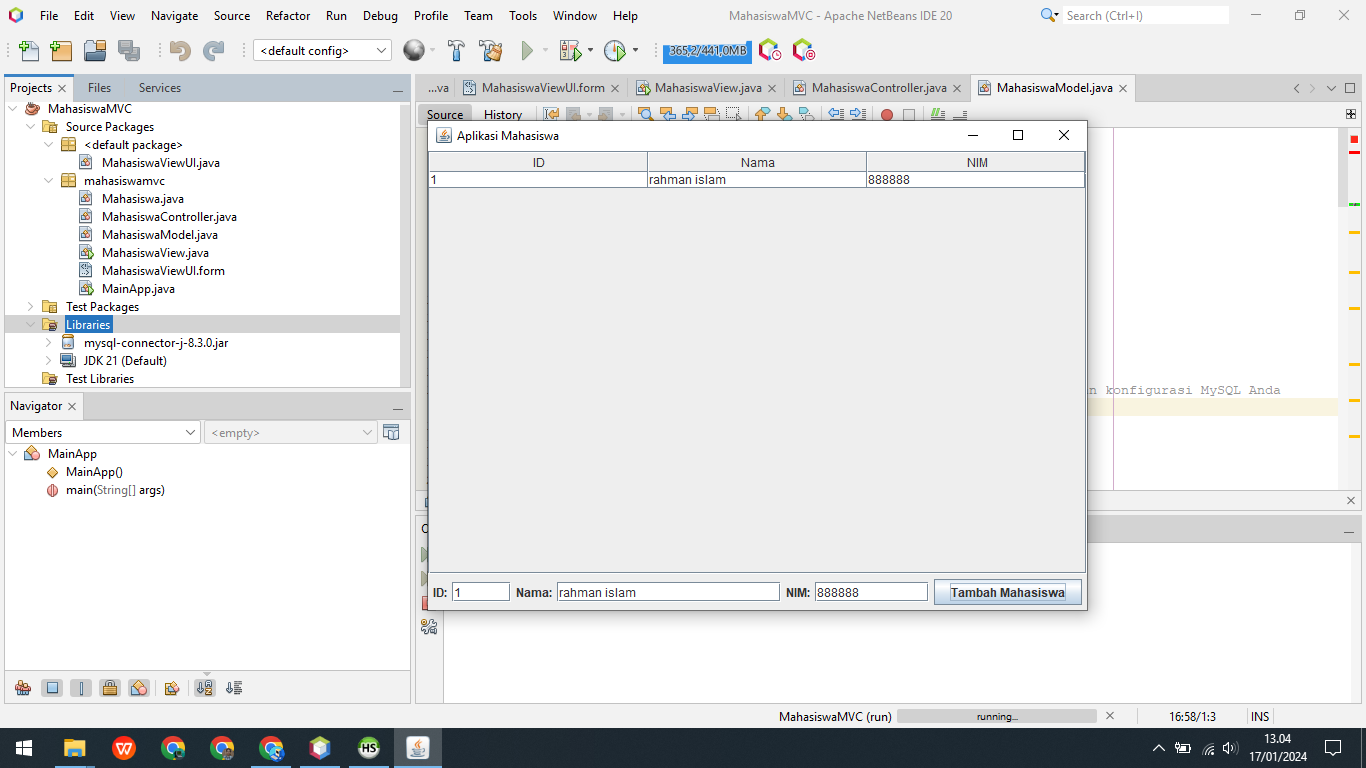 File Edit View Navigate Source Refactor Run Debug Profile Team Tools Window Help
MahasiswaMVC - Apache NetBeans IDE 20
Search (Ctrl+I)
<default config>
365,2/441,0MB
Projects Files Services
...va MahasiswaViewUI.form MahasiswaView.java MahasiswaController.java MahasiswaModel.java
Source History
MahasiswaMVC
Source Packages
<default package>
MahasiswaViewUI.java
mahasiswamvc
Mahasiswa.java
MahasiswaController.java
MahasiswaModel.java
MahasiswaView.java
MahasiswaViewUI.form
MainApp.java
Test Packages
Libraries
mysql-connector-j-8.3.0.jar
JDK 21 (Default)
Test Libraries
Navigator
Members <empty>
MainApp
MainApp()
main(String[] args)
Aplikasi Mahasiswa
ID Nama NIM
1 rahman islam 888888
n konfigurasi MySQL Anda
ID: 1 Nama: rahman islam NIM: 888888 Tambah Mahasiswa
MahasiswaMVC (run) running... 16:58/1:3 INS
HS
13.04
17/01/2024